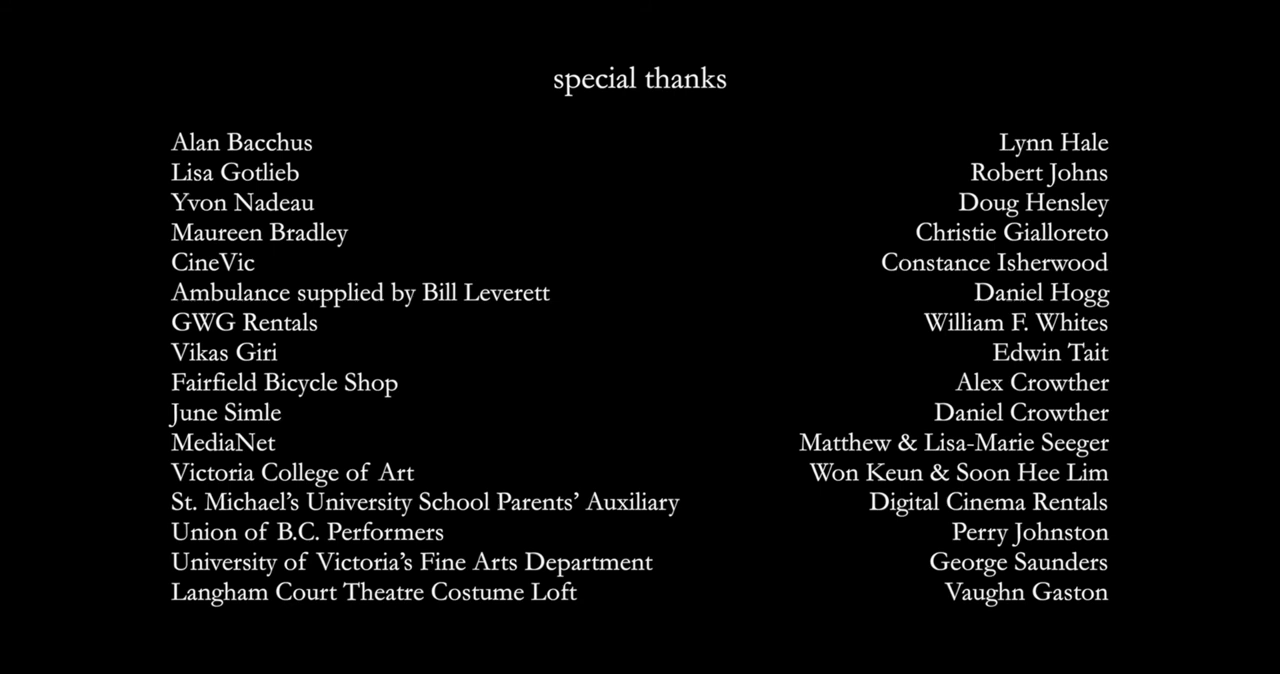 special thanks
Alan Bacchus
Lisa Gotlieb
Yvon Nadeau
Maureen Bradley
CineVic
Ambulance supplied by Bill Leverett
GWG Rentals
Vikas Giri
Fairfield Bicycle Shop
June Simle
MediaNet
Victoria College of Art
St. Michael’s University School Parents’ Auxiliary
Union of B.C. Performers
University of Victoria’s Fine Arts Department
Langham Court Theatre Costume Loft
Lynn Hale
Robert Johns
Doug Hensley
Christie Gialloreto
Constance Isherwood
Daniel Hogg
William F. Whites
Edwin Tait
Alex Crowther
Daniel Crowther
Matthew & Lisa-Marie Seeger
Won Keun & Soon Hee Lim
Digital Cinema Rentals
Perry Johnston
George Saunders
Vaughn Gaston